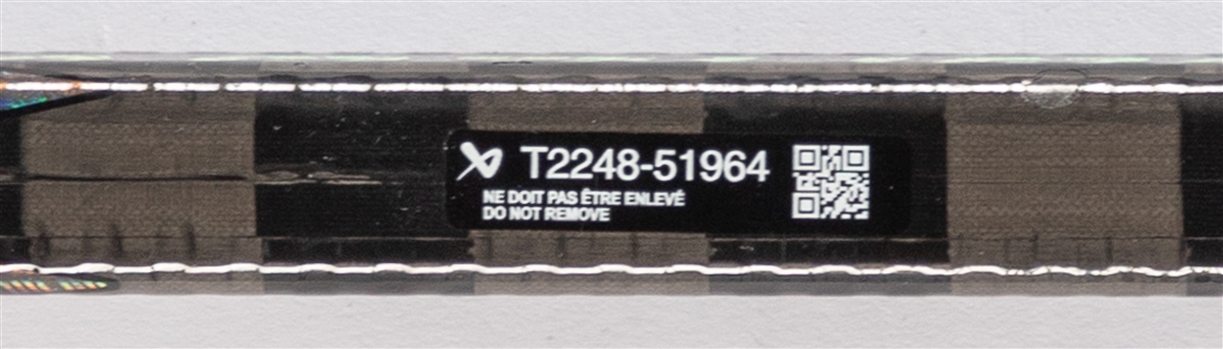 T2248-51964
NE DOIT PAS ÊTRE ENLEVÉ
DO NOT REMOVE